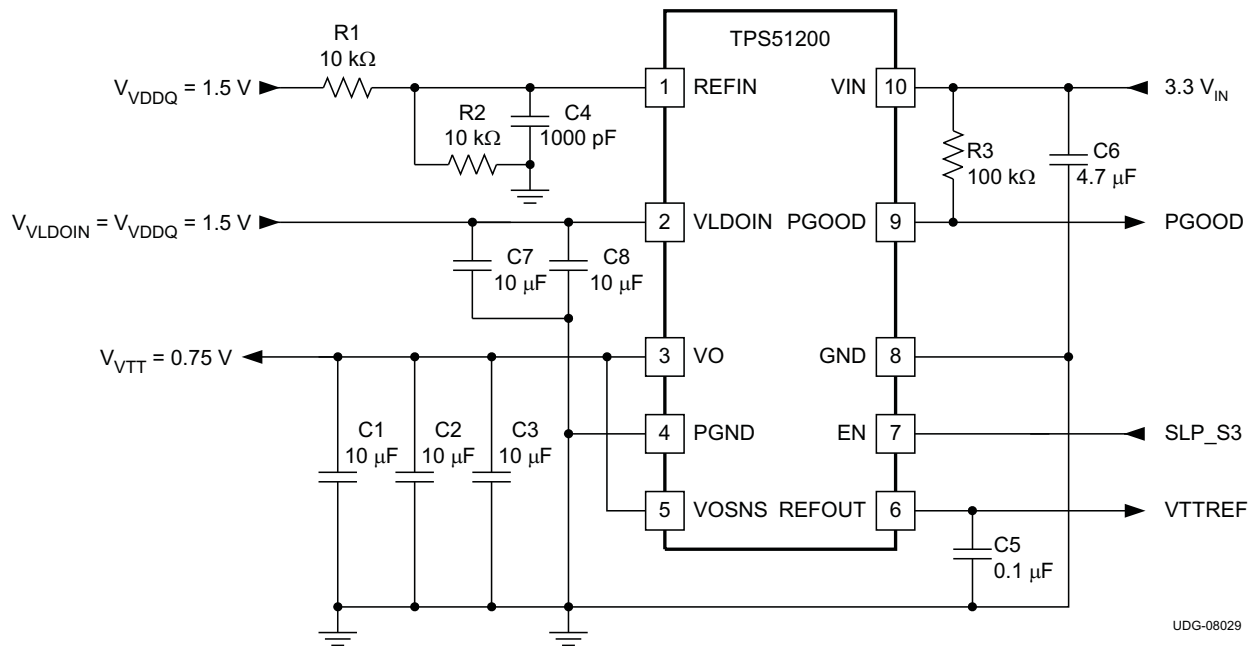 TPS51200
R1
10 kΩ
V_VDDQ = 1.5 V
1 REFIN
VIN 10
3.3 V_IN
R2
10 kΩ
C4
1000 pF
R3
100 kΩ
C6
4.7 μF
V_VLDOIN = V_VDDQ = 1.5 V
2 VLDOIN
PGOOD 9
PGOOD
C7
10 μF
C8
10 μF
V_VTT = 0.75 V
3 VO
GND 8
C1
10 μF
C2
10 μF
C3
10 μF
4 PGND
EN 7
SLP_S3
5 VOSNS
REFOUT 6
VTTREF
C5
0.1 μF
UDG-08029